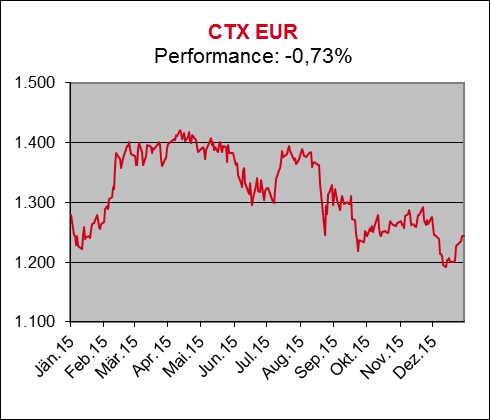 CTX EUR
Performance: -0,73%
1.500
1.400
1.300
1.200
1.100
Jän.15
Feb.15
Mär.15
Apr.15
Mai.15
Jun.15
Jul.15
Aug.15
Sep.15
Okt.15
Nov.15
Dez.15